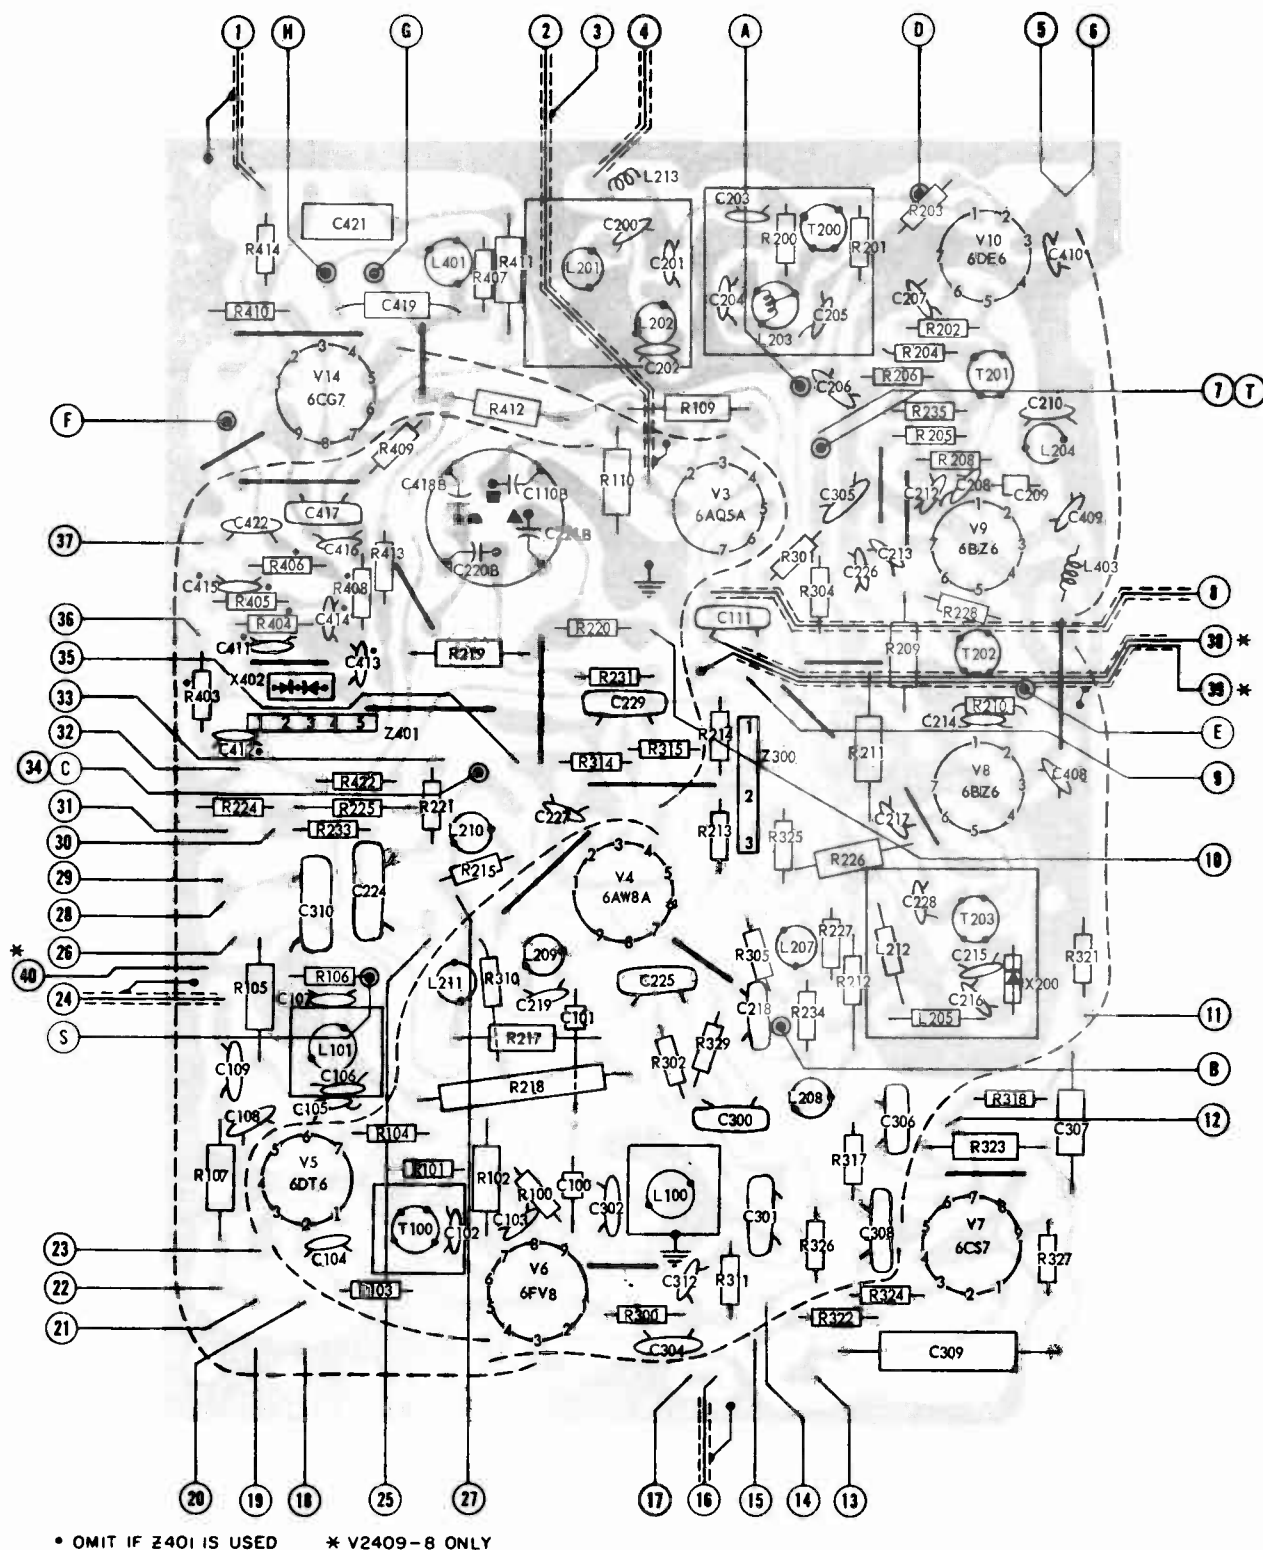 1 H G 2 3 4 A D 5 6
L213
C203 R203
C421 C200 R200 T200 R201 V10
R414 L401 R407 R411 L201 C201 6DE6 C410
C204 L203 C205 C207
R410 C419 L202 R202
C202 R204
V14 C206 R206 T201
6CG7 R412 R109 R235 C210 7 T
F R205 L204
R409 R208
C418B C110B R110 V3 C305 C212 C208 C209
C422 C417 6AQ5A V9 C409
37 C416 R413 R301 C213 6BZ6
R406 C220B C226 L403
C415 R408 R304
R405 C414 R228 8
36 R404 C111
C411 R220 R209 T202 38 *
35 C413 R219
X402 R231 39 *
R403 C229 R210
33 1 2 3 4 5 Z401 R214 1 C214 E
32 C412 R315 Z300 R211
34 C R422 R314 V8 9
R221 2 6BZ6 C408
31 R224 R225 C227 R213 C217
30 R233 L210 3 R325
R215 V4 R226 10
29 C310 C224 6AW8A C228
28 T203
* 26 R305 L207 R227 L212 C215
40 R106 L209 R321
24 R105 C107 L211 R310 C219 C225 C218 R212 C216 X200
C101 R234 L205 11
S L101 R217 R302 R329
C109 C106 R218 L208 B
C105 C300 C306 R318 12
C108 R104 C307
V5 R323
R107 6DT6 R101 R102 R100 C100 R317
C302 L100 C301 V7
T100 C102 C103 C308 6CS7
23 C104 V6 R326 R327
22 R103 6FV8 C312 R311 R324
21 R300 R322
C304 C309
20 19 18 25 27 17 16 15 14 13
• OMIT IF Z401 IS USED * V2409-8 ONLY